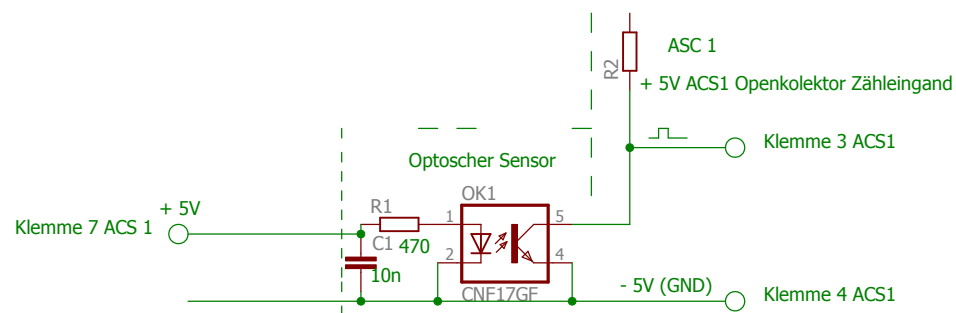 ASC 1
R2
+ 5V ACS1 Openkolektor Zähleingand
Klemme 3 ACS1
Optoscher Sensor
OK1
+ 5V
R1
1
5
Klemme 7 ACS 1
C1
470
2
4
10n
CNF17GF
- 5V (GND)
Klemme 4 ACS1